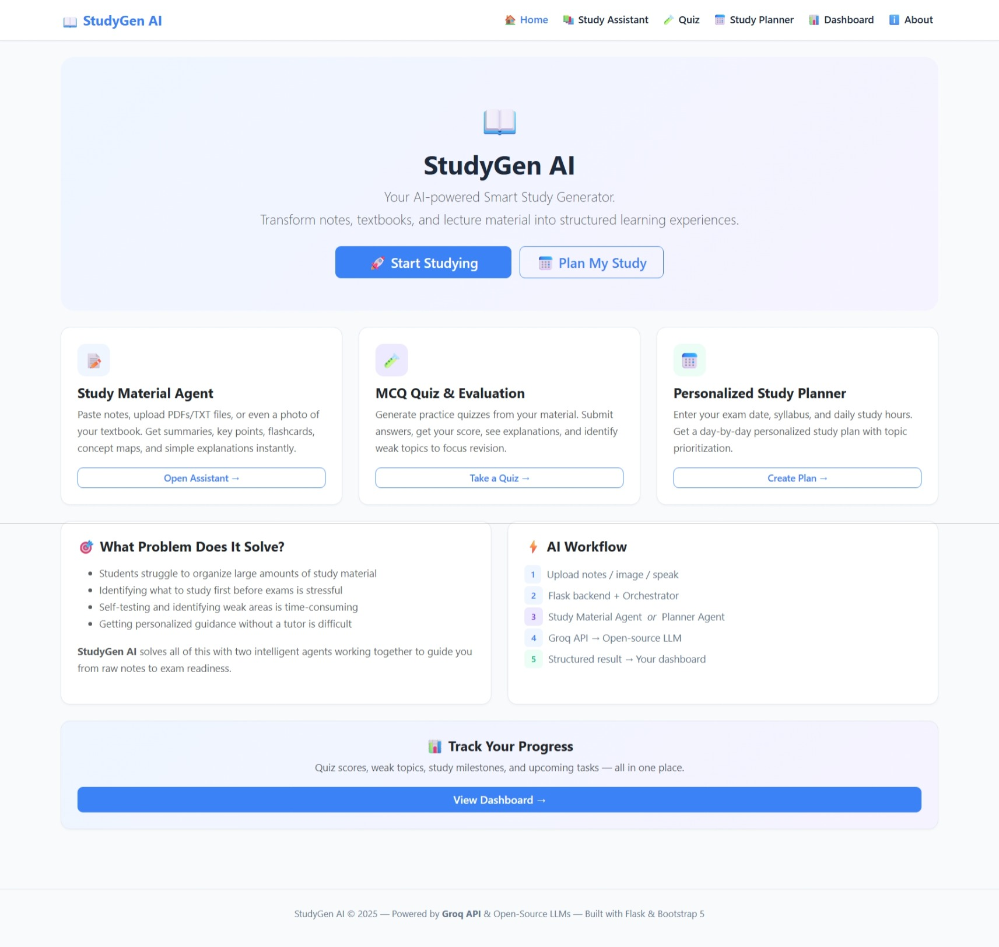 StudyGen AI
Home
Study Assistant
Quiz
Study Planner
Dashboard
About
StudyGen AI
Your AI-powered Smart Study Generator.
Transform notes, textbooks, and lecture material into structured learning experiences.
Start Studying
Plan My Study
Study Material Agent
Paste notes, upload PDFs/TXT files, or even a photo of
your textbook. Get summaries, key points, flashcards,
concept maps, and simple explanations instantly.
Open Assistant →
MCQ Quiz & Evaluation
Generate practice quizzes from your material. Submit
answers, get your score, see explanations, and identify
weak topics to focus revision.
Take a Quiz →
Personalized Study Planner
Enter your exam date, syllabus, and daily study hours.
Get a day-by-day personalized study plan with topic
prioritization.
Create Plan →
What Problem Does It Solve?
• Students struggle to organize large amounts of study material
• Identifying what to study first before exams is stressful
• Self-testing and identifying weak areas is time-consuming
• Getting personalized guidance without a tutor is difficult
StudyGen AI solves all of this with two intelligent agents working together to guide you
from raw notes to exam readiness.
AI Workflow
1 Upload notes / image / speak
2 Flask backend + Orchestrator
3 Study Material Agent or Planner Agent
4 Groq API → Open-source LLM
5 Structured result → Your dashboard
Track Your Progress
Quiz scores, weak topics, study milestones, and upcoming tasks — all in one place.
View Dashboard →
StudyGen AI © 2025 — Powered by Groq API & Open-Source LLMs — Built with Flask & Bootstrap 5